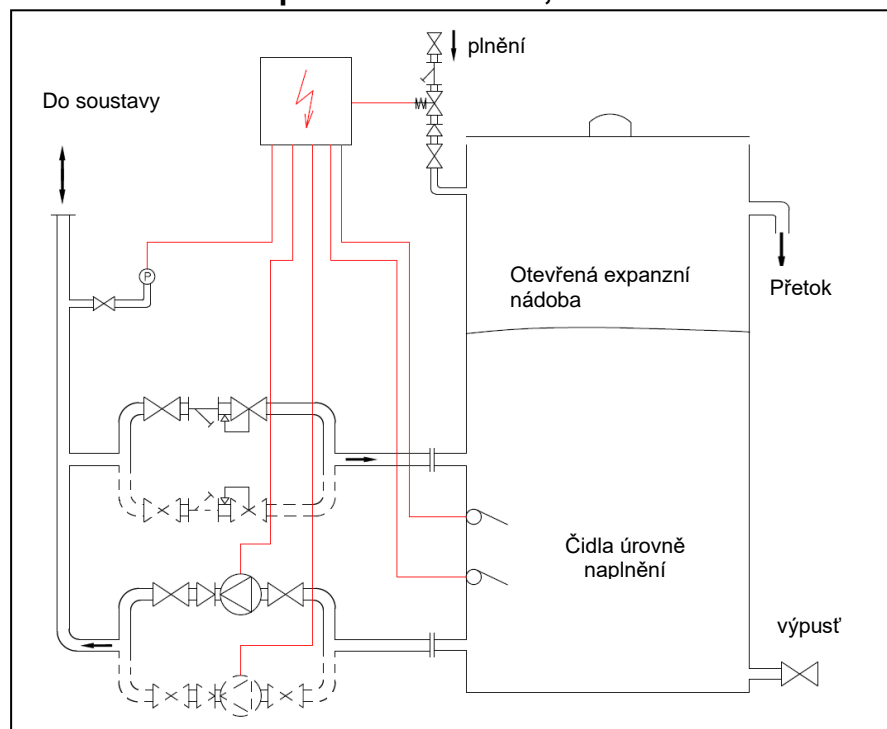 plnění
Do soustavy
P
Otevřená expanzní
nádoba
Přetok
Čidla úrovně
naplnění
výpusť